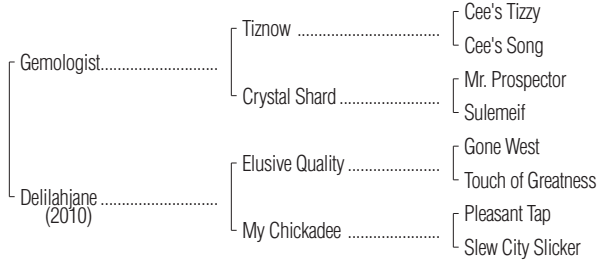 Cee's Tizzy
Tiznow ................................
Cee's Song
Gemologist...........................
Mr. Prospector
Crystal Shard ......................
Sulemeif
Gone West
Elusive Quality ....................
Touch of Greatness
Delilahjane ..........................
(2010)
Pleasant Tap
My Chickadee ....................
Slew City Slicker